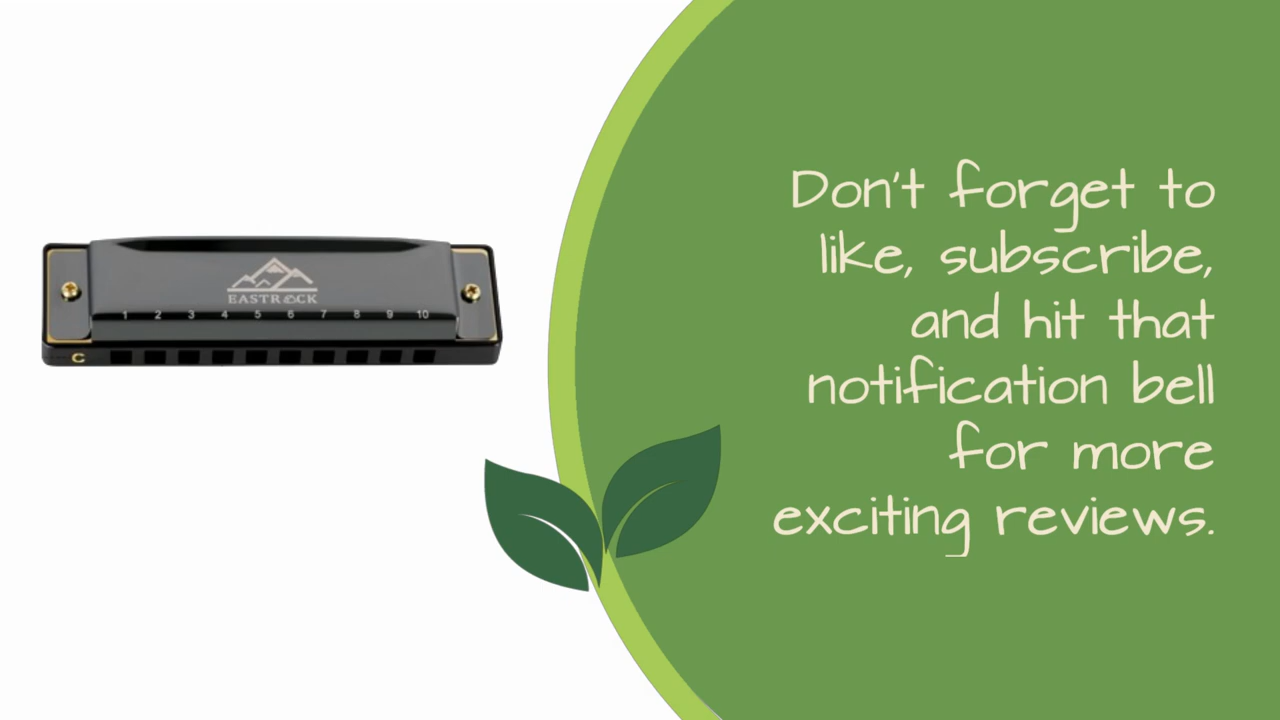 EASTROCK
1 2 3 4 5 6 7 8 9 10
C
Don't forget to
like, subscribe,
and hit that
notification bell
for more
exciting reviews.